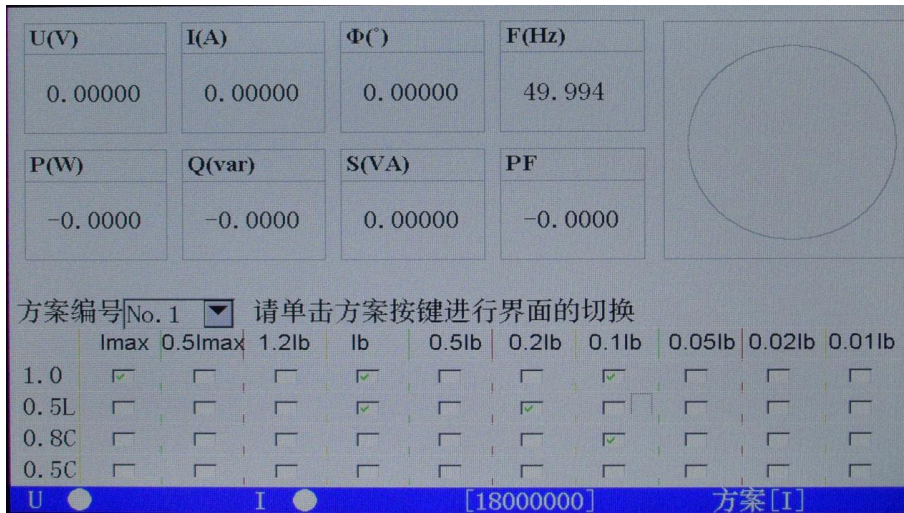 U(V) I(A) Φ(°) F(Hz)
0.00000 0.00000 0.00000 49.994
P(W) Q(var) S(VA) PF
-0.0000 -0.0000 0.00000 -0.0000
方案编号 No.1 请单击方案按键进行界面的切换
Imax 0.5Imax 1.2Ib Ib 0.5Ib 0.2Ib 0.1Ib 0.05Ib 0.02Ib 0.01Ib
1.0
0.5L
0.8C
0.5C
U I [18000000] 方案[I]